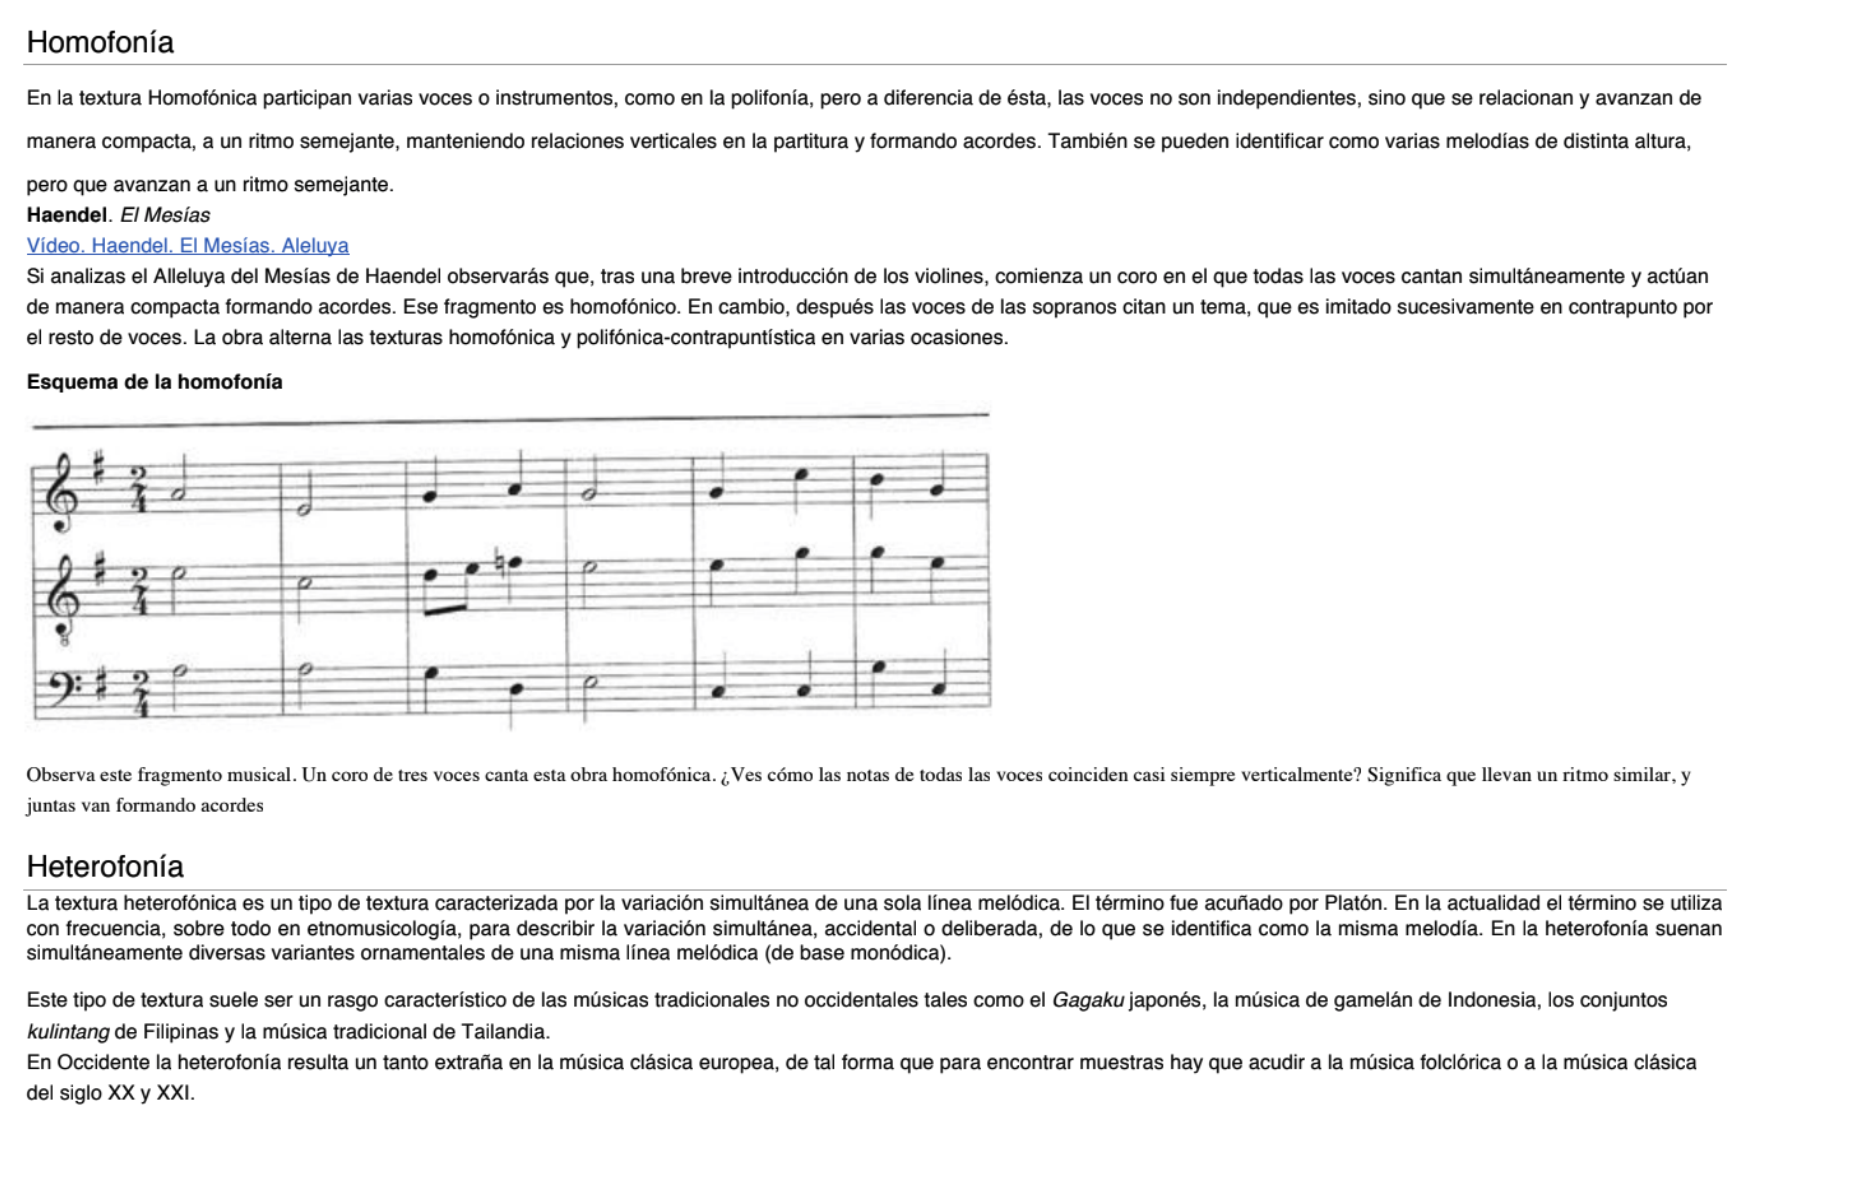 Homofonía
En la textura Homofónica participan varias voces o instrumentos, como en la polifonía, pero a diferencia de ésta, las voces no son independientes, sino que se relacionan y avanzan de
manera compacta, a un ritmo semejante, manteniendo relaciones verticales en la partitura y formando acordes. También se pueden identificar como varias melodías de distinta altura,
pero que avanzan a un ritmo semejante.
Haendel. El Mesías
Vídeo. Haendel. El Mesías. Aleluya
Si analizas el Alleluya del Mesías de Haendel observarás que, tras una breve introducción de los violines, comienza un coro en el que todas las voces cantan simultáneamente y actúan
de manera compacta formando acordes. Ese fragmento es homofónico. En cambio, después las voces de las sopranos citan un tema, que es imitado sucesivamente en contrapunto por
el resto de voces. La obra alterna las texturas homofónica y polifónica-contrapuntística en varias ocasiones.
Esquema de la homofonía
2
4
2
4
8
2
4
Observa este fragmento musical. Un coro de tres voces canta esta obra homofónica. ¿Ves cómo las notas de todas las voces coinciden casi siempre verticalmente? Significa que llevan un ritmo similar, y
juntas van formando acordes
Heterofonía
La textura heterofónica es un tipo de textura caracterizada por la variación simultánea de una sola línea melódica. El término fue acuñado por Platón. En la actualidad el término se utiliza
con frecuencia, sobre todo en etnomusicología, para describir la variación simultánea, accidental o deliberada, de lo que se identifica como la misma melodía. En la heterofonía suenan
simultáneamente diversas variantes ornamentales de una misma línea melódica (de base monódica).
Este tipo de textura suele ser un rasgo característico de las músicas tradicionales no occidentales tales como el Gagaku japonés, la música de gamelán de Indonesia, los conjuntos
kulintang de Filipinas y la música tradicional de Tailandia.
En Occidente la heterofonía resulta un tanto extraña en la música clásica europea, de tal forma que para encontrar muestras hay que acudir a la música folclórica o a la música clásica
del siglo XX y XXI.